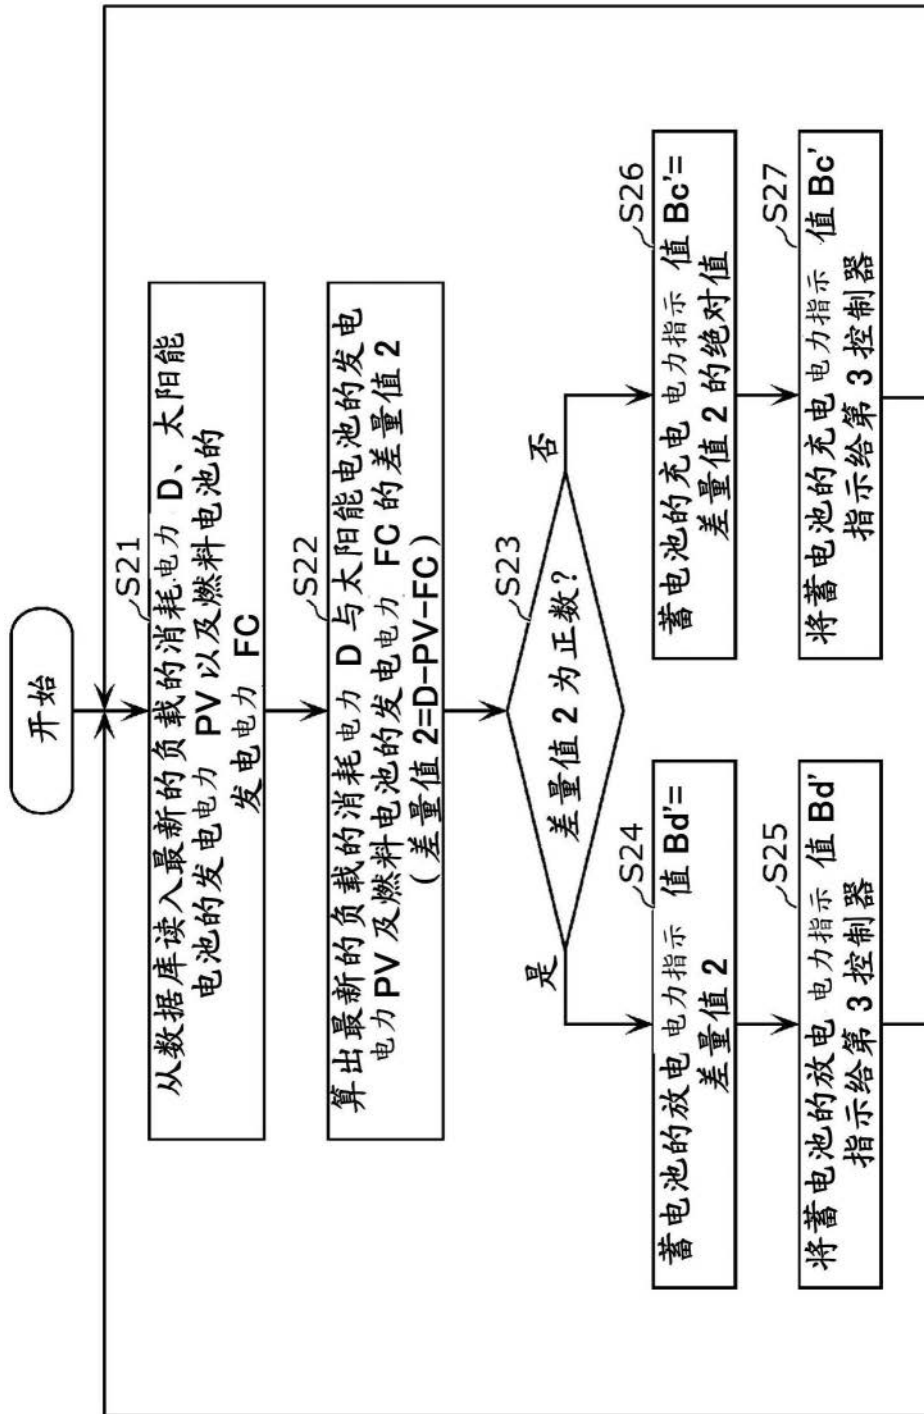 开始
S21
从数据库读入最新的负载的消耗电力 D、太阳能
电池的发电电力 PV 以及燃料电池的
发电电力 FC
S22
算出最新的负载的消耗电力 D 与太阳能电池的发电
电力 PV 及燃料电池的发电电力 FC 的差量值 2
(差量值 2=D-PV-FC)
S23
差量值 2 为正数?
是
否
S24
蓄电池的放电 电力指示 值 Bd'=
差量值 2
S25
将蓄电池的放电 电力指示 值 Bd'
指示给第 3 控制器
S26
蓄电池的充电 电力指示 值 Bc'=
差量值 2 的绝对值
S27
将蓄电池的充电 电力指示 值 Bc'
指示给第 3 控制器